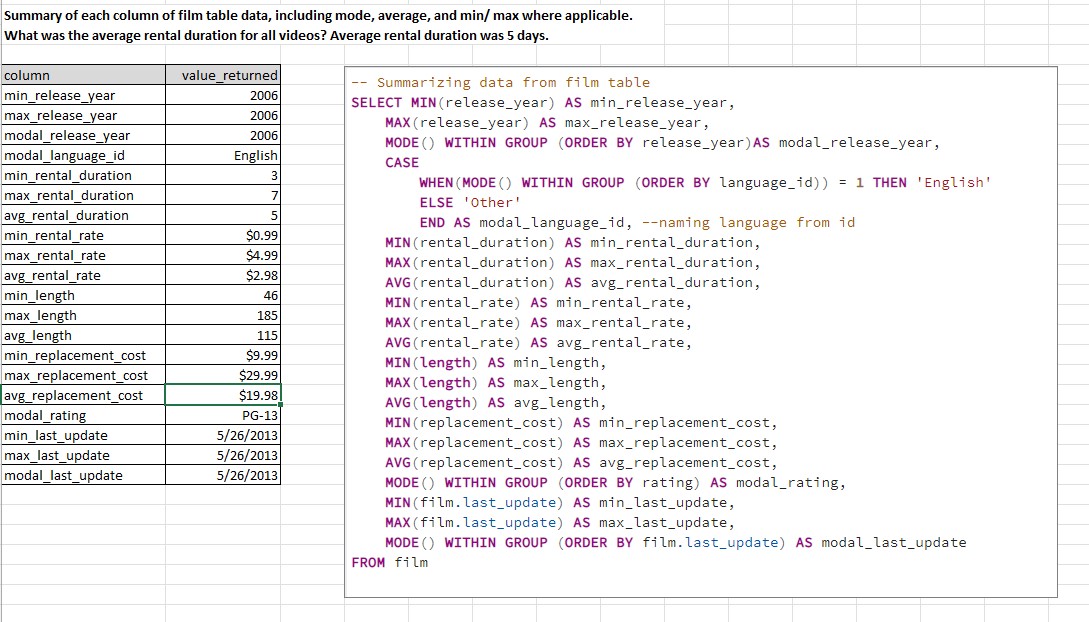 Summary of each column of film table data, including mode, average, and min/ max where applicable.
What was the average rental duration for all videos? Average rental duration was 5 days.
column value_returned
min_release_year 2006
max_release_year 2006
modal_release_year 2006
modal_language_id English
min_rental_duration 3
max_rental_duration 7
avg_rental_duration 5
min_rental_rate $0.99
max_rental_rate $4.99
avg_rental_rate $2.98
min_length 46
max_length 185
avg_length 115
min_replacement_cost $9.99
max_replacement_cost $29.99
avg_replacement_cost $19.98
modal_rating PG-13
min_last_update 5/26/2013
max_last_update 5/26/2013
modal_last_update 5/26/2013
-- Summarizing data from film table
SELECT MIN(release_year) AS min_release_year,
MAX(release_year) AS max_release_year,
MODE() WITHIN GROUP (ORDER BY release_year)AS modal_release_year,
CASE
WHEN(MODE() WITHIN GROUP (ORDER BY language_id)) = 1 THEN 'English'
ELSE 'Other'
END AS modal_language_id, --naming language from id
MIN(rental_duration) AS min_rental_duration,
MAX(rental_duration) AS max_rental_duration,
AVG(rental_duration) AS avg_rental_duration,
MIN(rental_rate) AS min_rental_rate,
MAX(rental_rate) AS max_rental_rate,
AVG(rental_rate) AS avg_rental_rate,
MIN(length) AS min_length,
MAX(length) AS max_length,
AVG(length) AS avg_length,
MIN(replacement_cost) AS min_replacement_cost,
MAX(replacement_cost) AS max_replacement_cost,
AVG(replacement_cost) AS avg_replacement_cost,
MODE() WITHIN GROUP (ORDER BY rating) AS modal_rating,
MIN(film.last_update) AS min_last_update,
MAX(film.last_update) AS max_last_update,
MODE() WITHIN GROUP (ORDER BY film.last_update) AS modal_last_update
FROM film